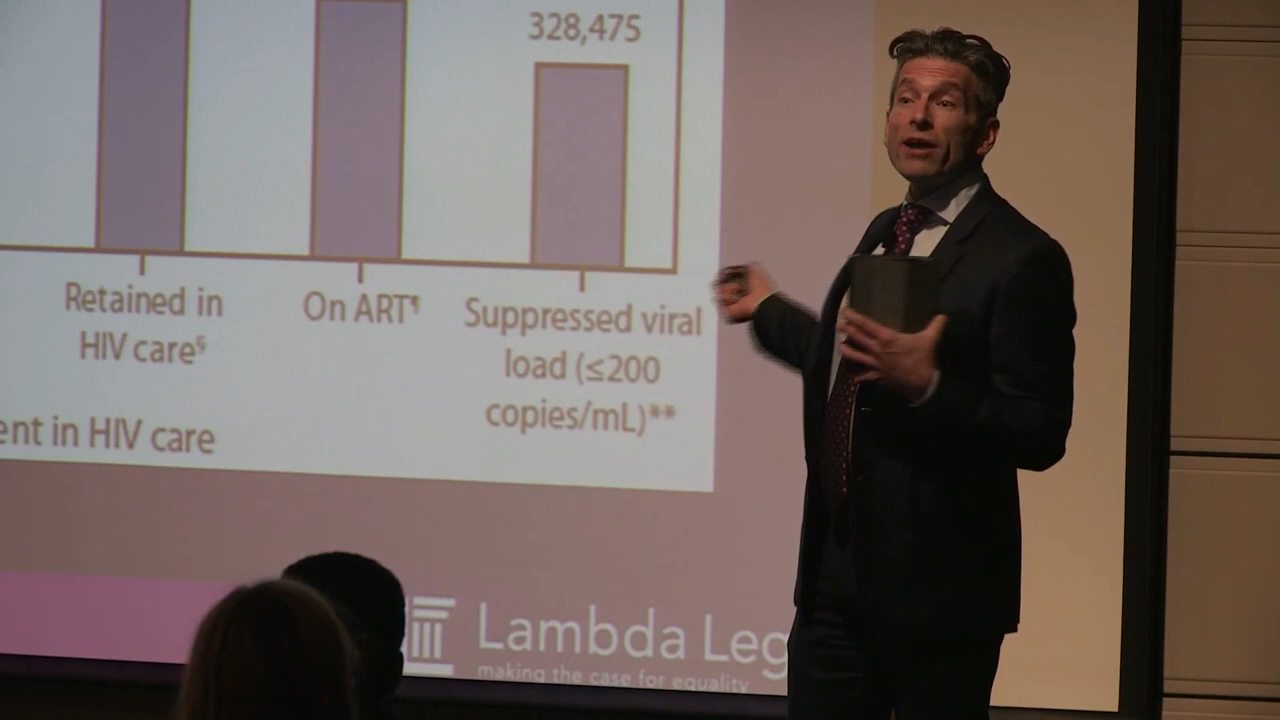 328,475
Retained in
HIV care§
On ART¶
Suppressed viral
load (≤200
copies/mL)**
ent in HIV care
Lambda Leg
making the case for equality